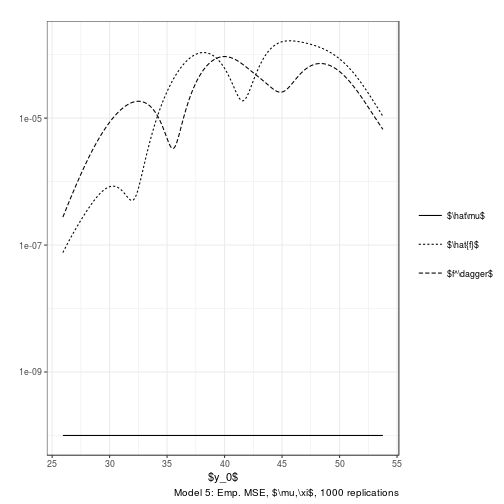 1e-05
1e-07
1e-09
25
30
35
40
45
50
55
$y_0$
Model 5: Emp. MSE, $\mu,\xi$, 1000 replications
$\hat\mu$
$\hat{f}$
$f^\dagger$